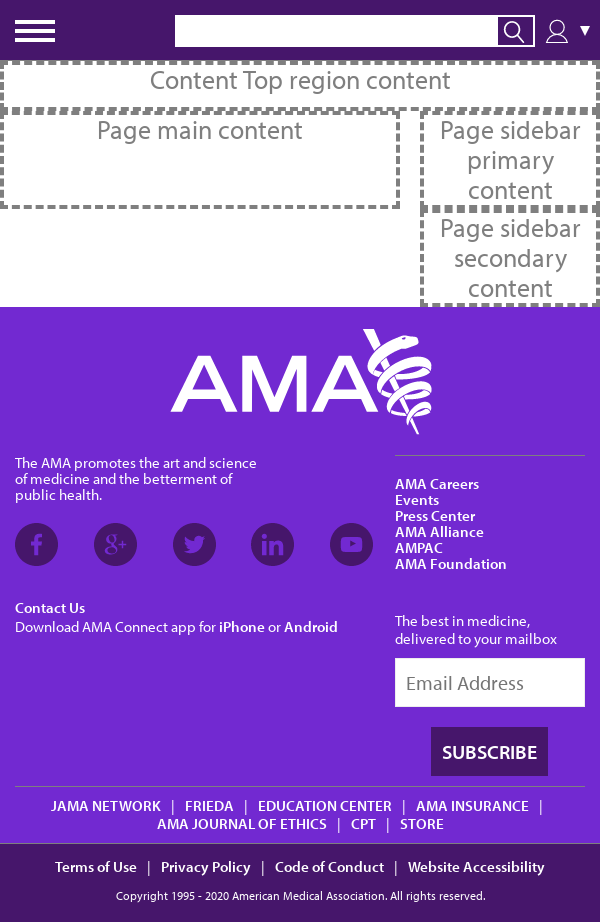 Content Top region content
Page main content
Page sidebar
primary
content
Page sidebar
secondary
content
AMA
The AMA promotes the art and science
of medicine and the betterment of
public health.
AMA Careers
Events
Press Center
AMA Alliance
AMPAC
AMA Foundation
Contact Us
Download AMA Connect app for iPhone or Android
The best in medicine,
delivered to your mailbox
Email Address
SUBSCRIBE
JAMA NETWORK | FRIEDA | EDUCATION CENTER | AMA INSURANCE |
AMA JOURNAL OF ETHICS | CPT | STORE
Terms of Use | Privacy Policy | Code of Conduct | Website Accessibility
Copyright 1995 - 2020 American Medical Association. All rights reserved.